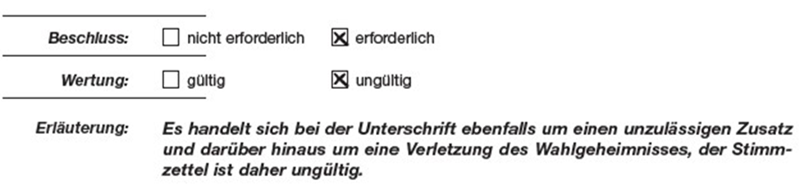 Beschluss: ☐ nicht erforderlich ☒ erforderlich
Wertung: ☐ gültig ☒ ungültig
Erläuterung: Es handelt sich bei der Unterschrift ebenfalls um einen unzulässigen Zusatz
und darüber hinaus um eine Verletzung des Wahlgeheimnisses, der Stimm-
zettel ist daher ungültig.